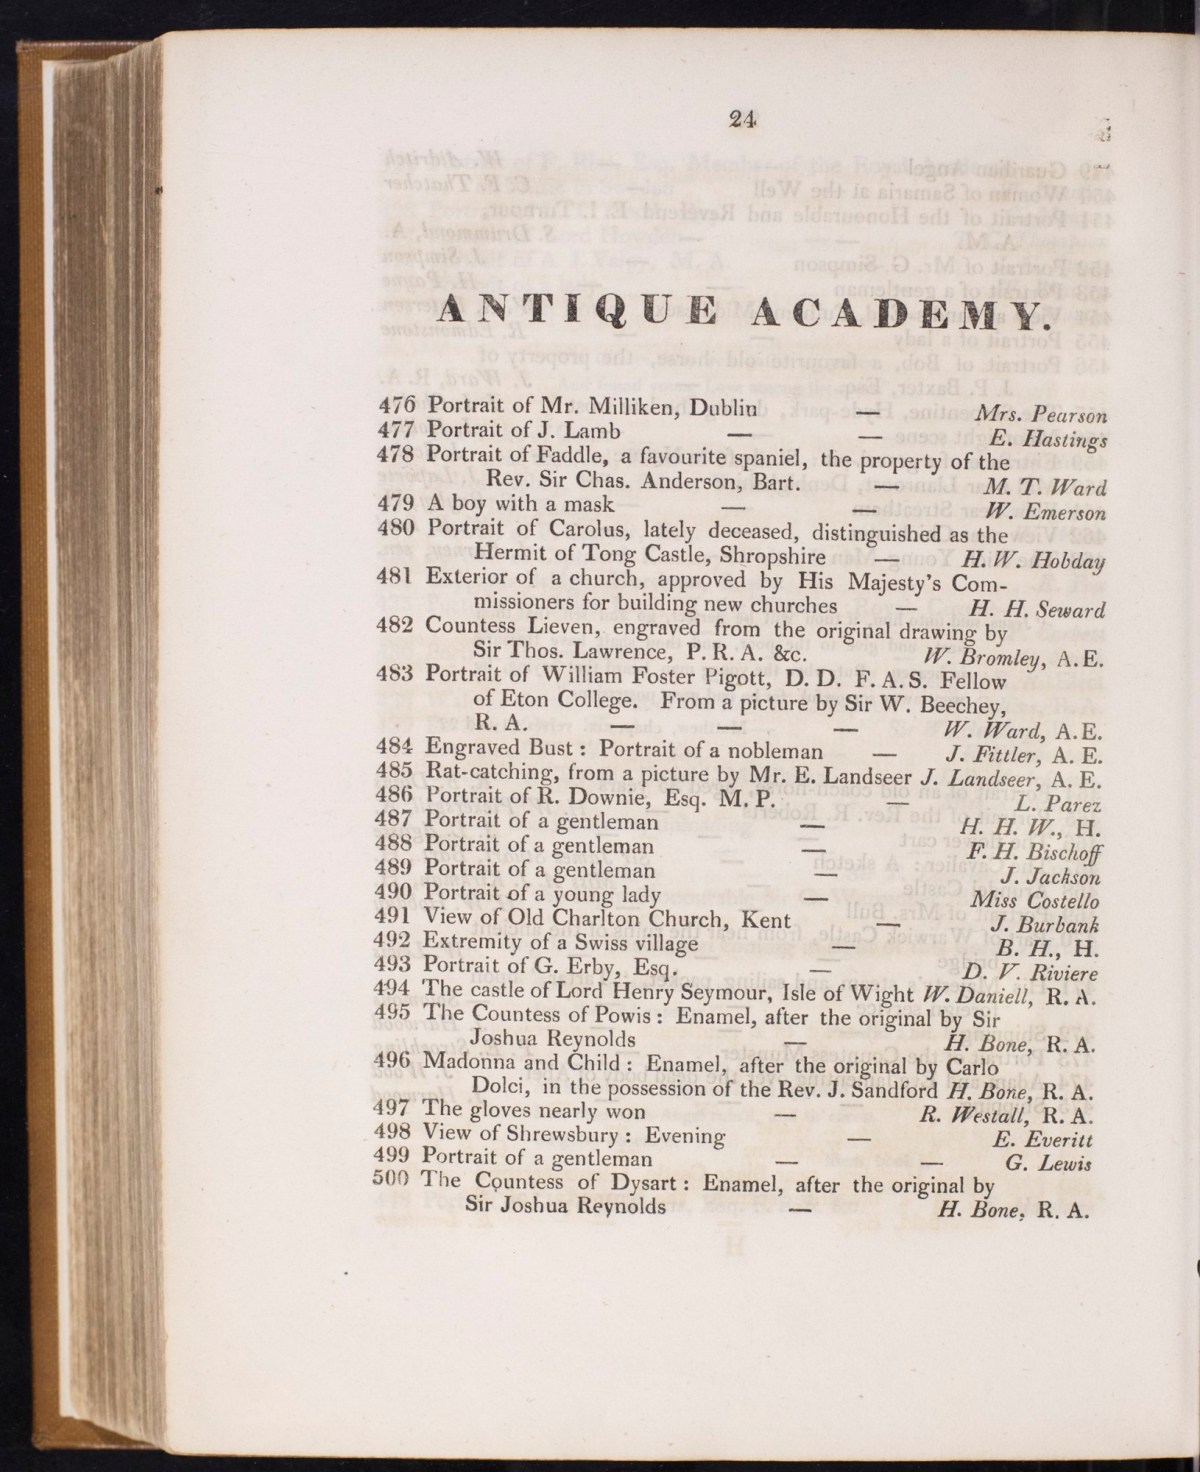 24
ANTIQUE ACADEMY.
476 Portrait of Mr. Milliken, Dublin — Mrs. Pearson
477 Portrait of J. Lamb — — E. Hastings
478 Portrait of Faddle, a favourite spaniel, the property of the
Rev. Sir Chas. Anderson, Bart. — M. T. Ward
479 A boy with a mask — — W. Emerson
480 Portrait of Carolus, lately deceased, distinguished as the
Hermit of Tong Castle, Shropshire — H. W. Hobday
481 Exterior of a church, approved by His Majesty's Com-
missioners for building new churches — H. H. Seward
482 Countess Lieven, engraved from the original drawing by
Sir Thos. Lawrence, P. R. A. &c. W. Bromley, A. E.
483 Portrait of William Foster Pigott, D. D. F. A. S. Fellow
of Eton College. From a picture by Sir W. Beechey,
R. A. — — — W. Ward, A. E.
484 Engraved Bust : Portrait of a nobleman — J. Fittler, A. E.
485 Rat-catching, from a picture by Mr. E. Landseer J. Landseer, A. E.
486 Portrait of R. Downie, Esq. M. P. — L. Parez
487 Portrait of a gentleman — H. H. W., H.
488 Portrait of a gentleman — F. H. Bischoff
489 Portrait of a gentleman — J. Jackson
490 Portrait of a young lady — Miss Costello
491 View of Old Charlton Church, Kent — J. Burbank
492 Extremity of a Swiss village — B. H., H.
493 Portrait of G. Erby, Esq. — D. V. Riviere
494 The castle of Lord Henry Seymour, Isle of Wight W. Daniell, R. A.
495 The Countess of Powis : Enamel, after the original by Sir
Joshua Reynolds — H. Bone, R. A.
496 Madonna and Child : Enamel, after the original by Carlo
Dolci, in the possession of the Rev. J. Sandford H. Bone, R. A.
497 The gloves nearly won — R. Westall, R. A.
498 View of Shrewsbury : Evening — E. Everitt
499 Portrait of a gentleman — — G. Lewis
500 The Countess of Dysart : Enamel, after the original by
Sir Joshua Reynolds — H. Bone, R. A.